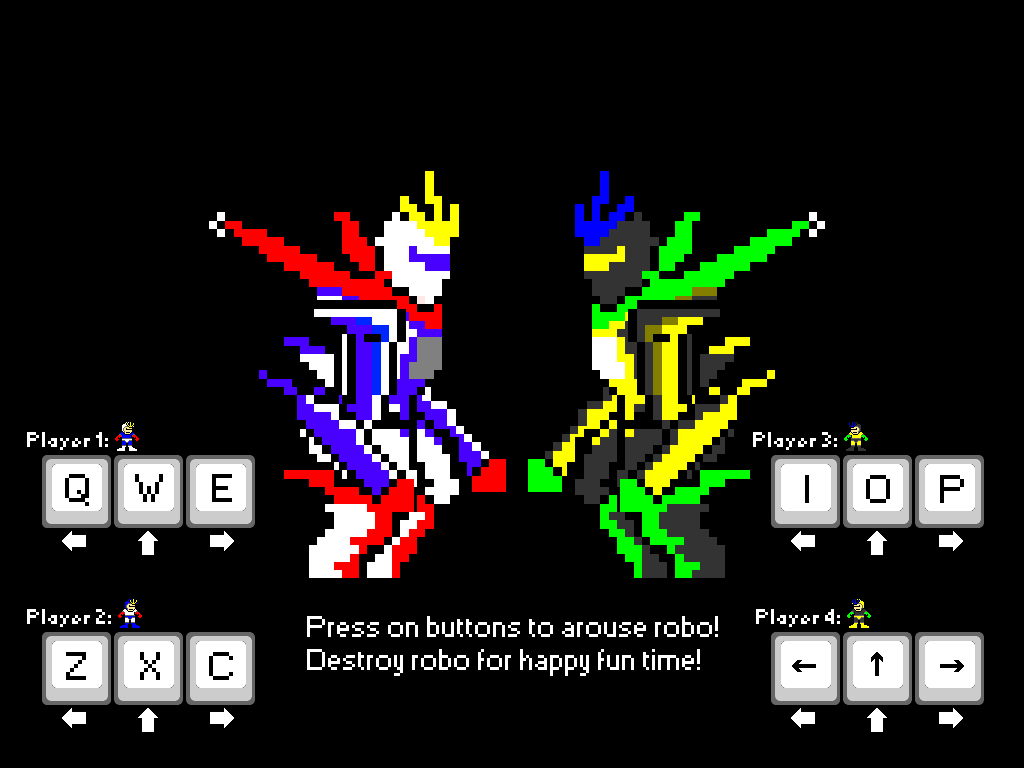 Player 1:
Q W E
Player 2:
Z X C
Player 3:
I O P
Player 4:
← ↑ →
Press on buttons to arouse robo!
Destroy robo for happy fun time!